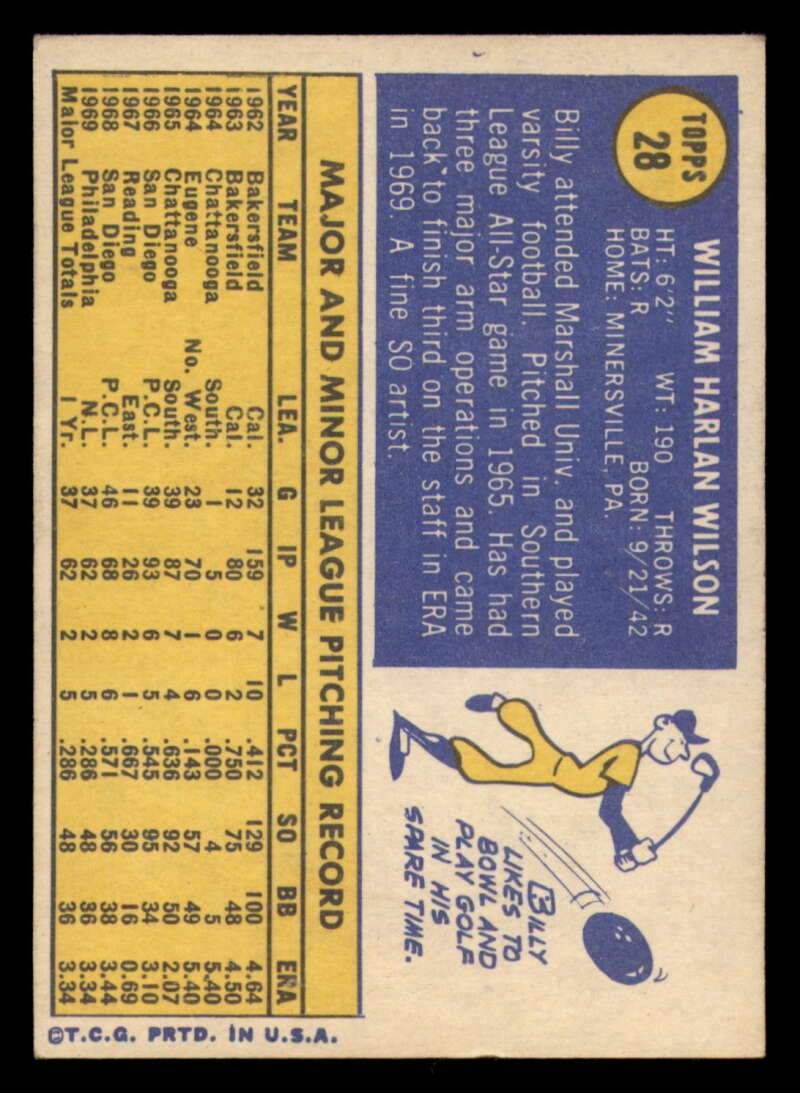 TOPPS
28
WILLIAM HARLAN WILSON
HT: 6'2" WT: 190 THROWS: R
BATS: R BORN: 9/21/42
HOME: MINERSVILLE, PA.
Billy attended Marshall Univ. and played
varsity football. Pitched in Southern
League All-Star game in 1965. Has had
three major arm operations and came
back to finish third on the staff in ERA
in 1969. A fine SO artist.
BILLY
LIKES TO
BOWL AND
PLAY GOLF
IN HIS
SPARE TIME.
MAJOR AND MINOR LEAGUE PITCHING RECORD
YEAR TEAM LEA. G IP W L PCT SO BB ERA
1962 Bakersfield Cal. 32 159 7 10 .412 129 100 4.64
1963 Bakersfield Cal. 12 80 6 2 .750 75 48 4.50
1964 Chattanooga South. 1 5 0 0 .000 4 5 5.40
1964 Eugene No. West. 23 70 1 6 .143 57 49 5.40
1965 Chattanooga South. 39 87 7 4 .636 92 50 2.07
1966 San Diego P.C.L. 39 93 6 5 .545 95 34 3.10
1967 Reading East. 11 26 2 1 .667 30 16 0.69
1968 San Diego P.C.L. 46 68 8 6 .571 56 38 3.44
1969 Philadelphia N.L. 37 62 2 5 .286 48 36 3.34
Major League Totals 1 Yr. 37 62 2 5 .286 48 36 3.34
©T.C.G. PRTD. IN U.S.A.